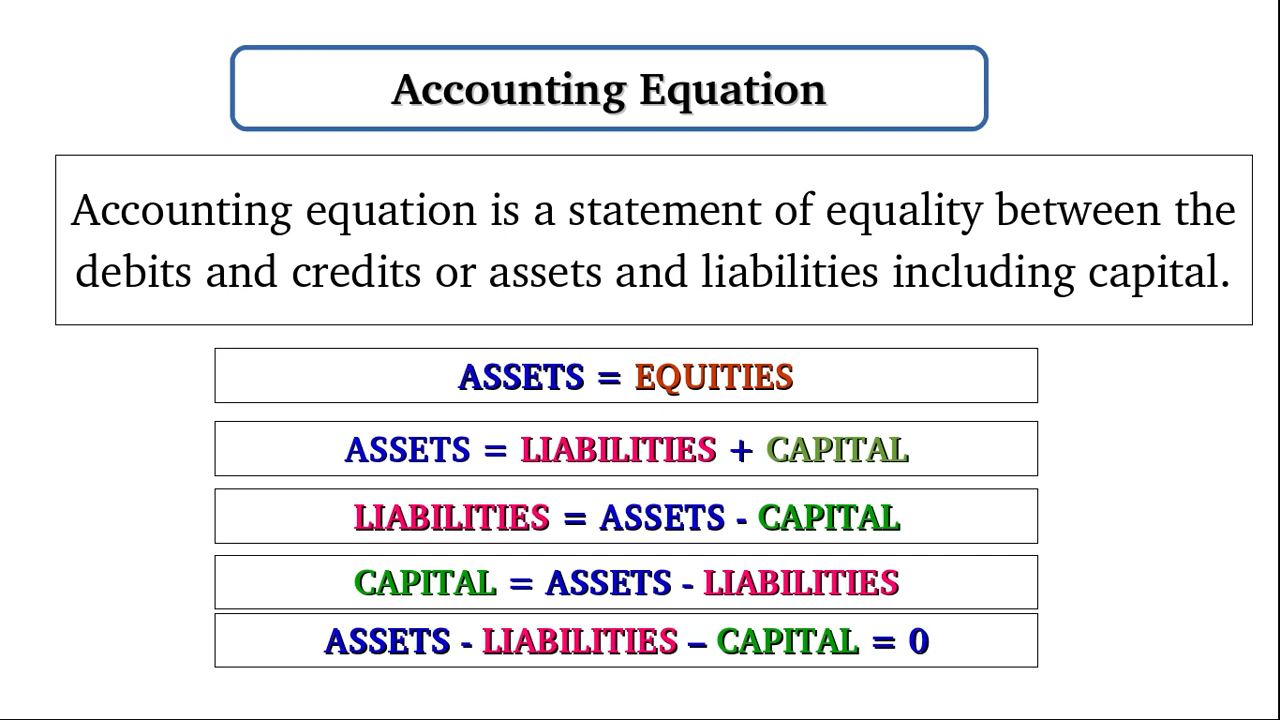 Accounting Equation
Accounting equation is a statement of equality between the
debits and credits or assets and liabilities including capital.
ASSETS = EQUITIES
ASSETS = LIABILITIES + CAPITAL
LIABILITIES = ASSETS - CAPITAL
CAPITAL = ASSETS - LIABILITIES
ASSETS - LIABILITIES – CAPITAL = 0